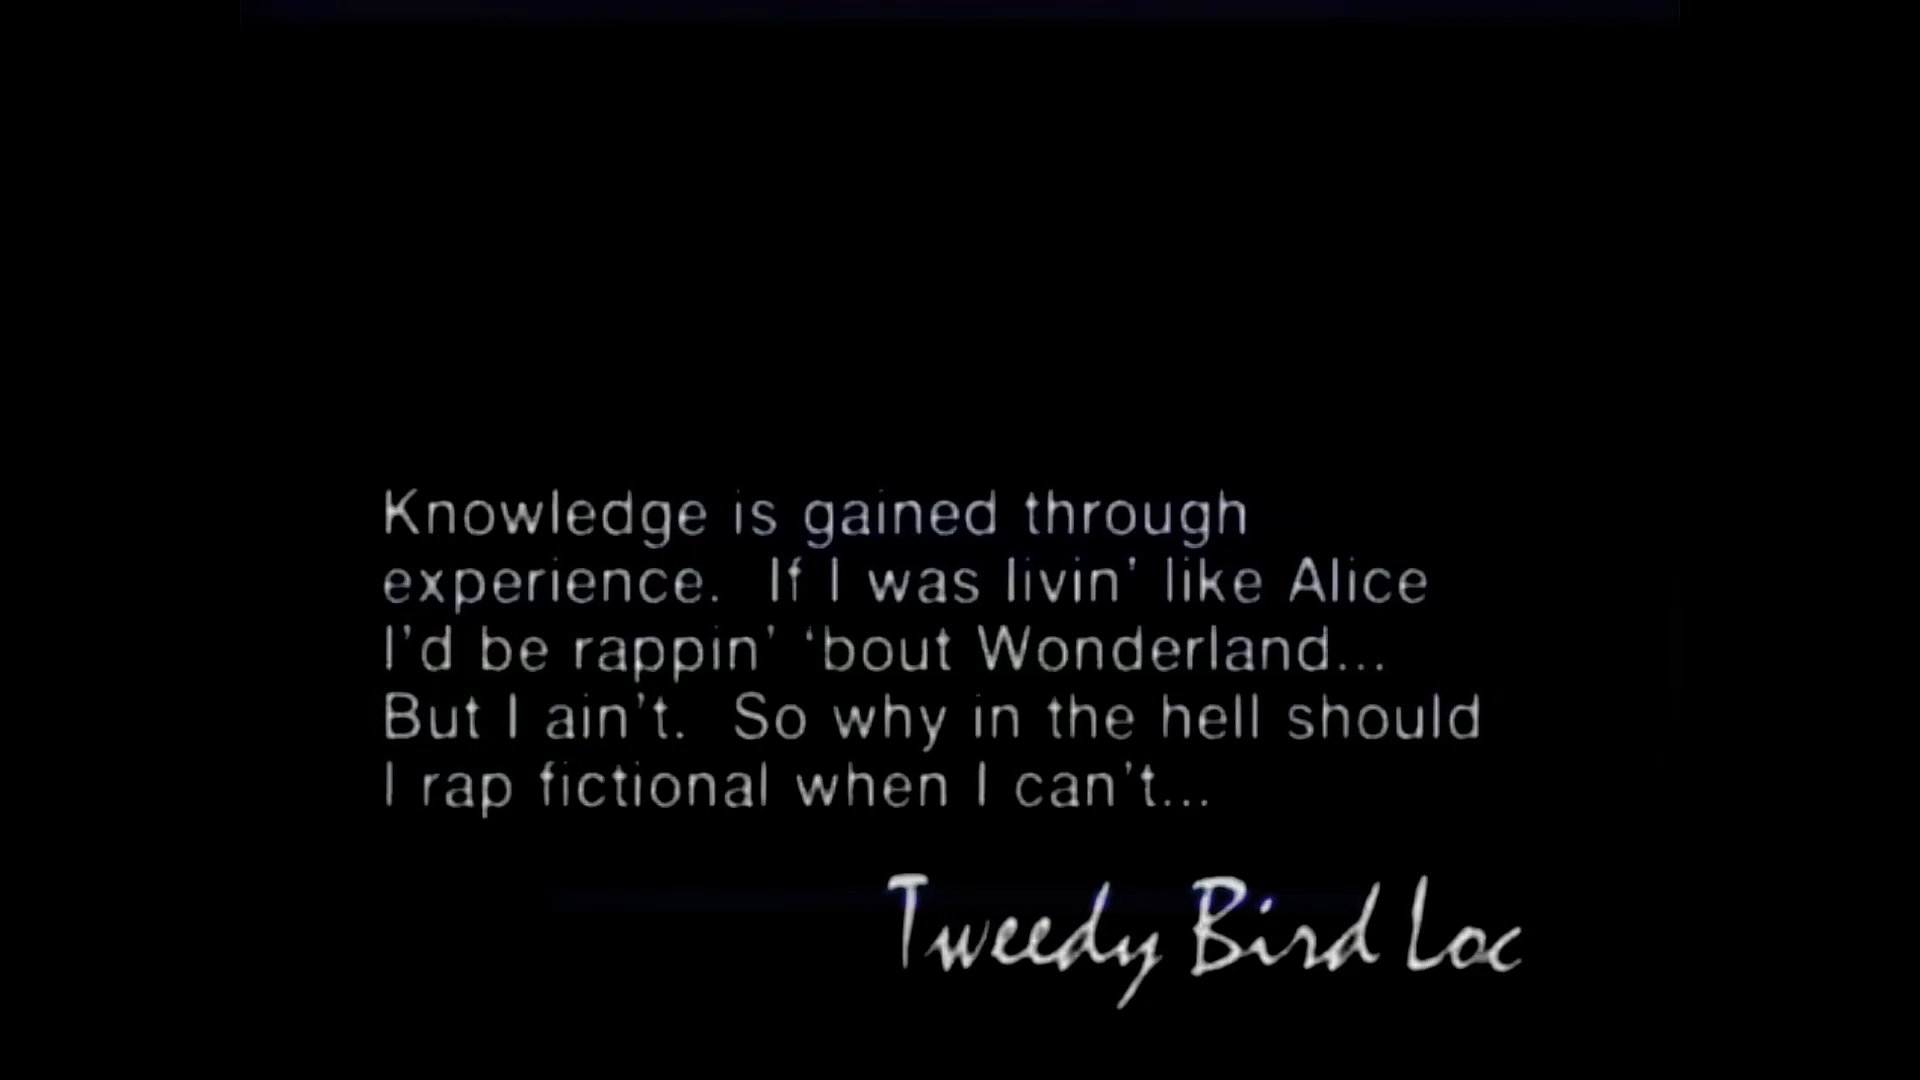 Knowledge is gained through
experience.  If I was livin' like Alice
I'd be rappin' ‘bout Wonderland...
But I ain't.  So why in the hell should
I rap fictional when I can't...
Tweedy Bird Loc